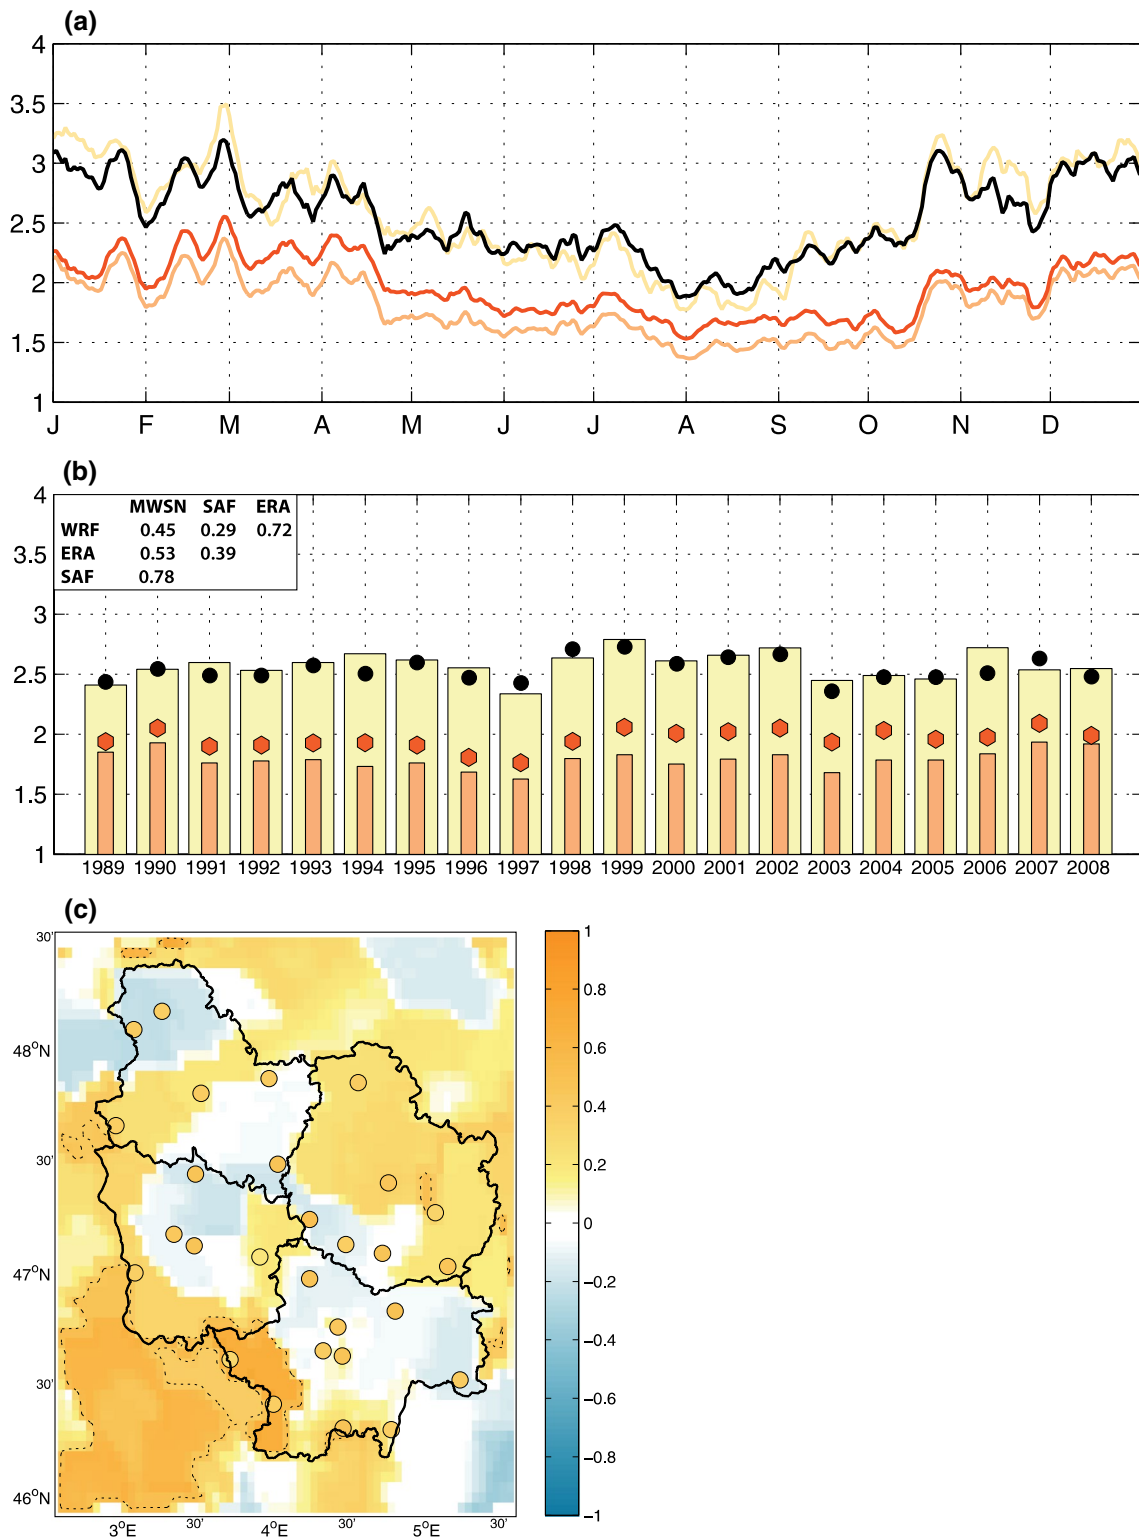 (a)
4
3.5
3
2.5
2
1.5
1
J F M A M J J A S O N D
(b)
4
3.5
3
2.5
2
1.5
1
MWSN SAF ERA
WRF 0.45 0.29 0.72
ERA 0.53 0.39
SAF 0.78
1989 1990 1991 1992 1993 1994 1995 1996 1997 1998 1999 2000 2001 2002 2003 2004 2005 2006 2007 2008
(c)
30'
48°N
30'
47°N
30'
46°N
3°E 30' 4°E 30' 5°E 30'
1
0.8
0.6
0.4
0.2
0
−0.2
−0.4
−0.6
−0.8
−1